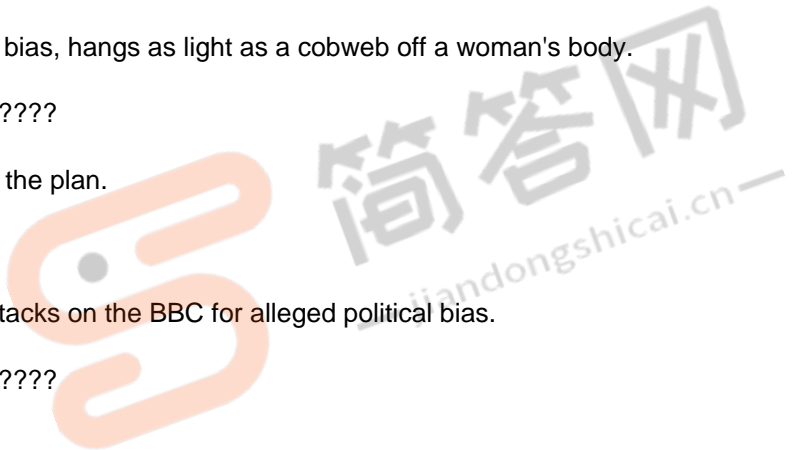 bias, hangs as light as a cobweb off a woman's body.
????
the plan.
tacks on the BBC for alleged political bias.
????
简答网
jiandongshicai.cn